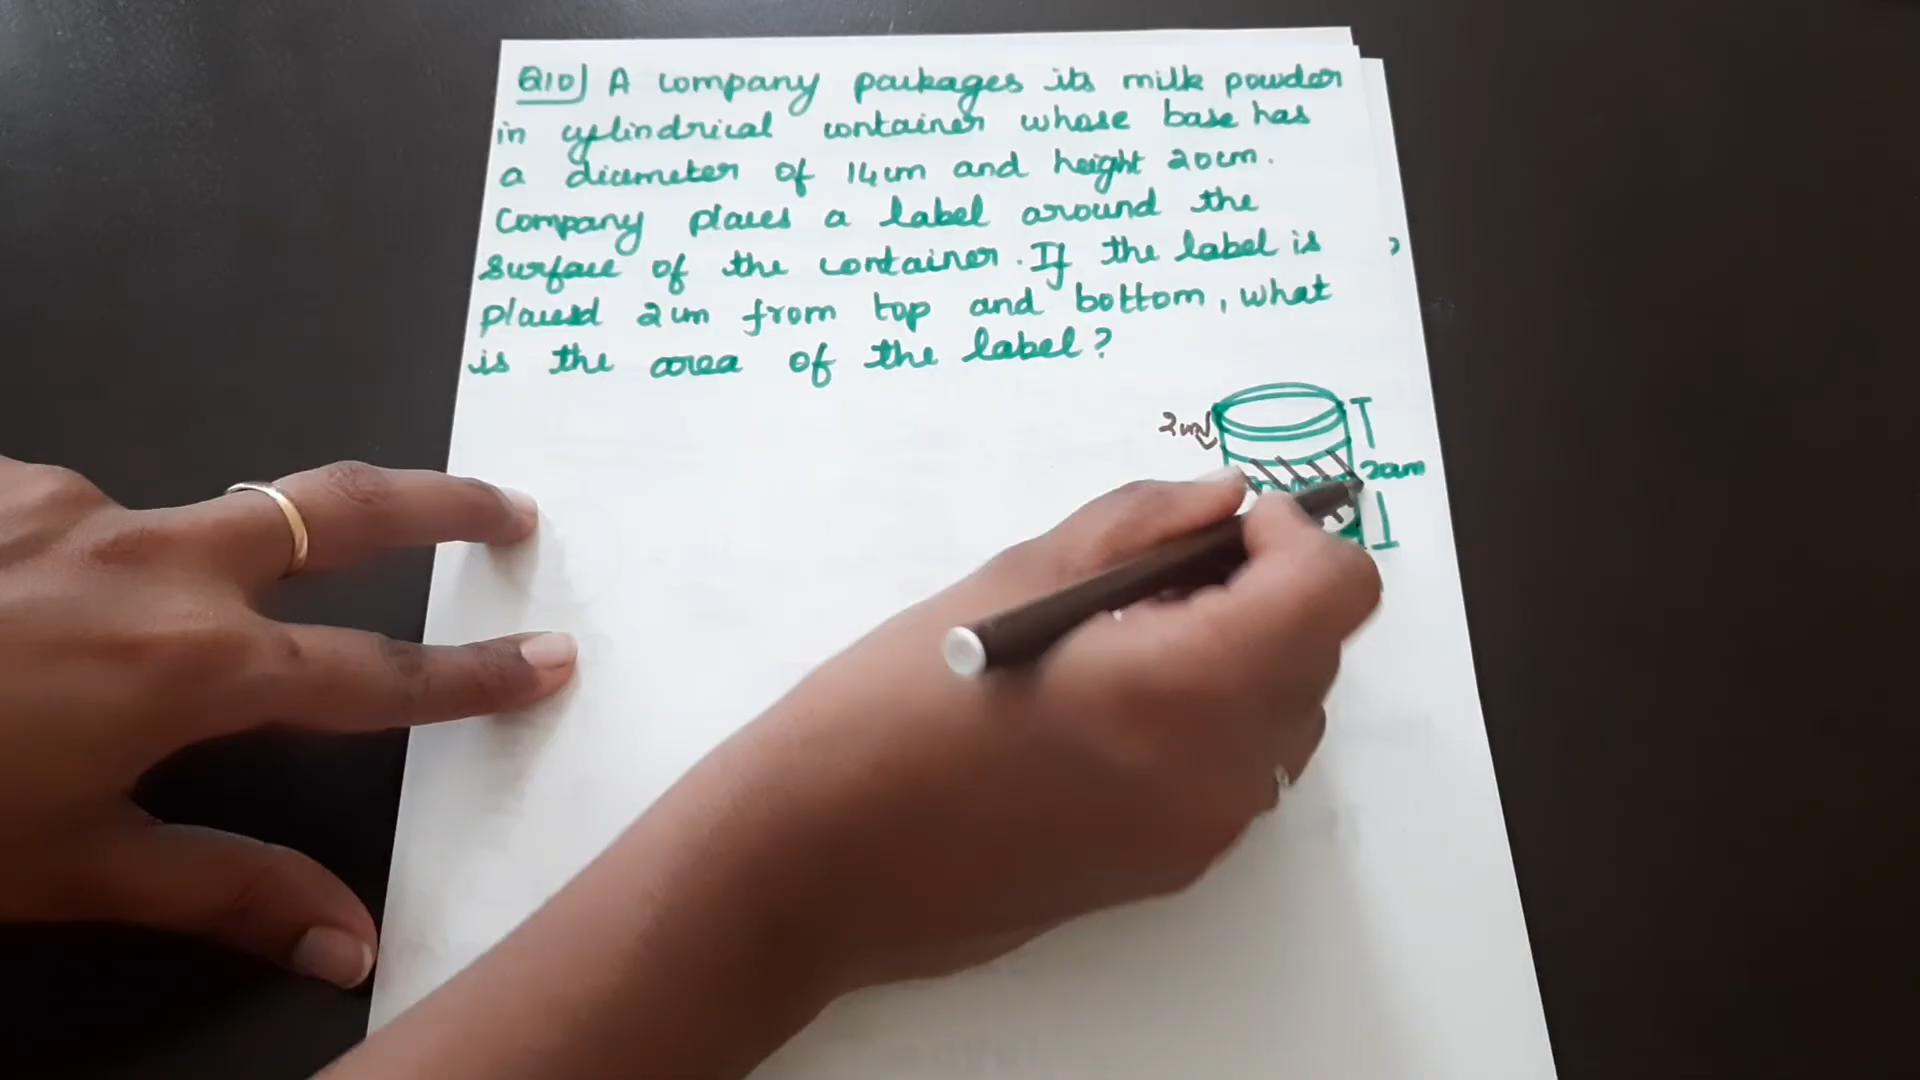 Q10] A company packages its milk powder
in cylindrical container whose base has
a diameter of 14cm and height 20cm.
Company places a label around the
surface of the container. If the label is
placed 2cm from top and bottom, what
is the area of the label?
2cm
20cm